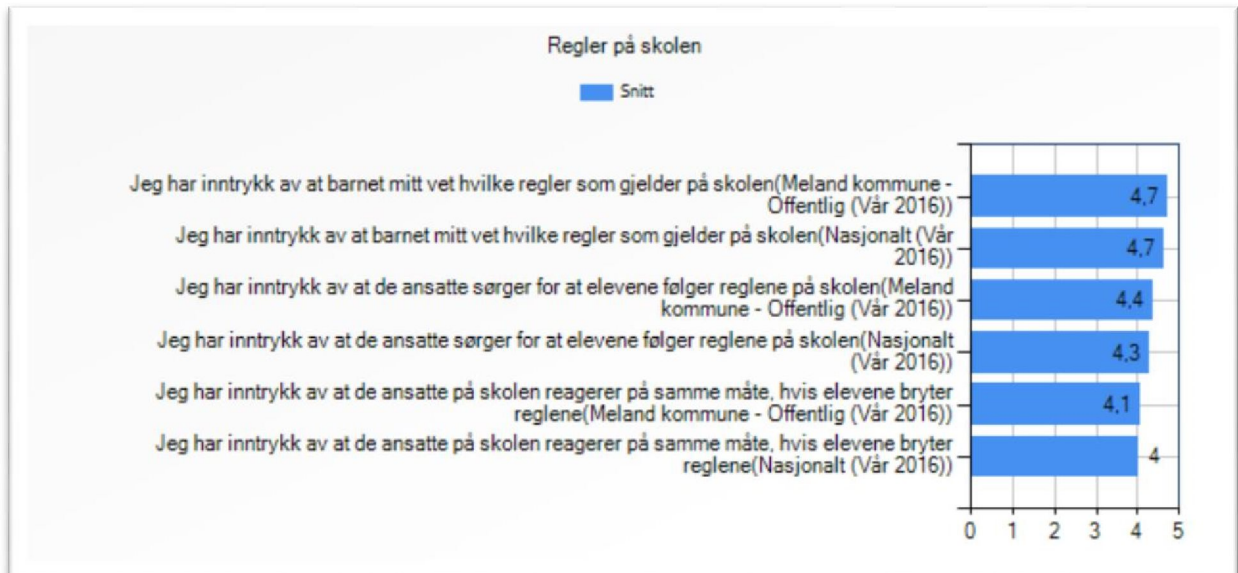 Regler på skolen
Snitt
Jeg har inntrykk av at barnet mitt vet hvilke regler som gjelder på skolen(Meland kommune -
Offentlig (Vår 2016))
4,7
Jeg har inntrykk av at barnet mitt vet hvilke regler som gjelder på skolen(Nasjonalt (Vår
2016))
4,7
Jeg har inntrykk av at de ansatte sørger for at elevene følger reglene på skolen(Meland
kommune - Offentlig (Vår 2016))
4,4
Jeg har inntrykk av at de ansatte sørger for at elevene følger reglene på skolen(Nasjonalt
(Vår 2016))
4,3
Jeg har inntrykk av at de ansatte på skolen reagerer på samme måte, hvis elevene bryter
reglene(Meland kommune - Offentlig (Vår 2016))
4,1
Jeg har inntrykk av at de ansatte på skolen reagerer på samme måte, hvis elevene bryter
reglene(Nasjonalt (Vår 2016))
4
0 1 2 3 4 5